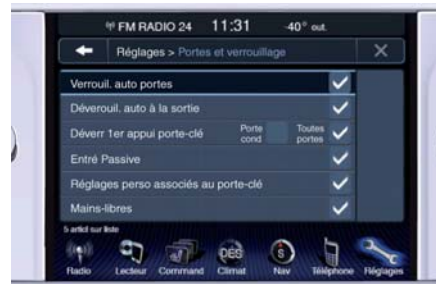 FM RADIO 24 11:31 -40° out.
Réglages > Portes et verrouillage
Verrouil. auto portes
Déverouil. auto à la sortie
Déverr 1er appui porte-clé Porte cond Toutes portes
Entré Passive
Réglages perso associés au porte-clé
Mains-libres
5 articl sur liste
DES
S
Radio Lecteur Command Climat Nav Téléphone Réglages